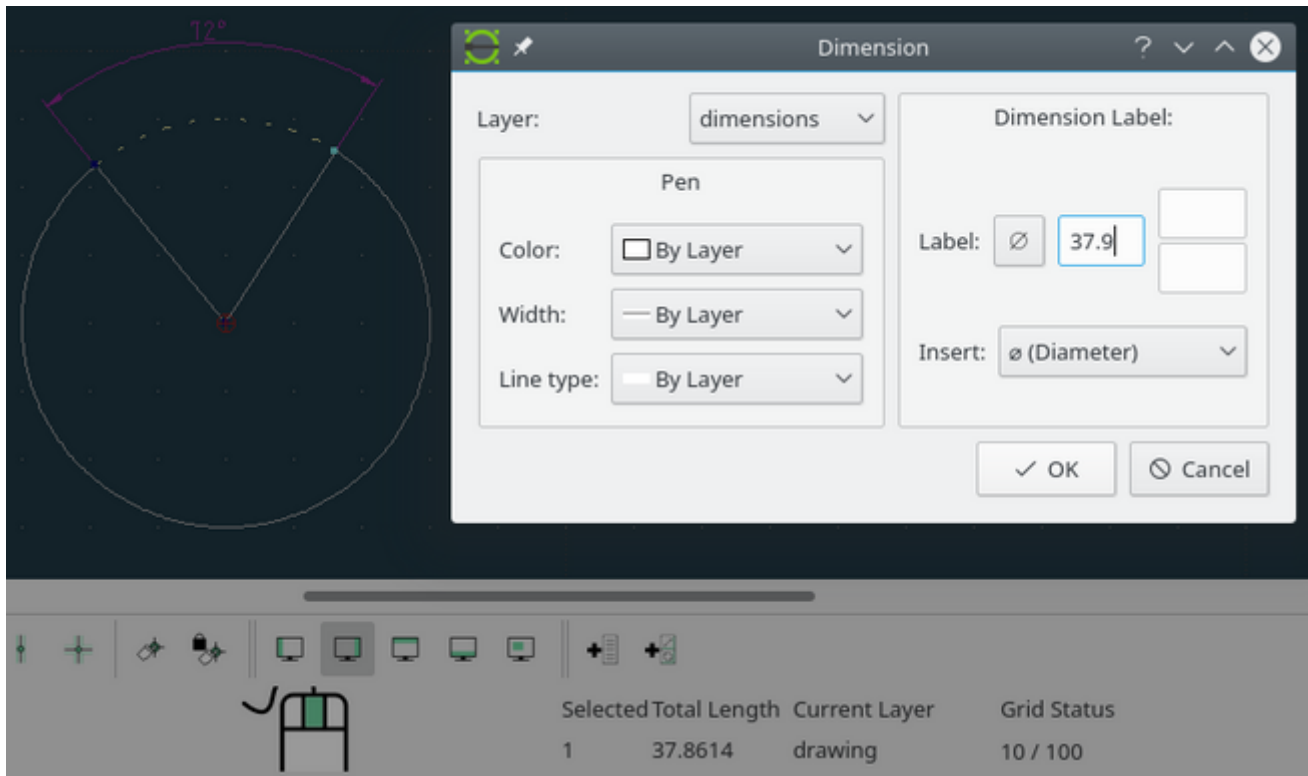 72°
Dimension
?
Layer: dimensions
Pen
Color: By Layer
Width: By Layer
Line type: By Layer
Dimension Label:
Label: ⌀ 37.9
Insert: ⌀ (Diameter)
OK
Cancel
Selected Total Length Current Layer Grid Status
1 37.8614 drawing 10 / 100